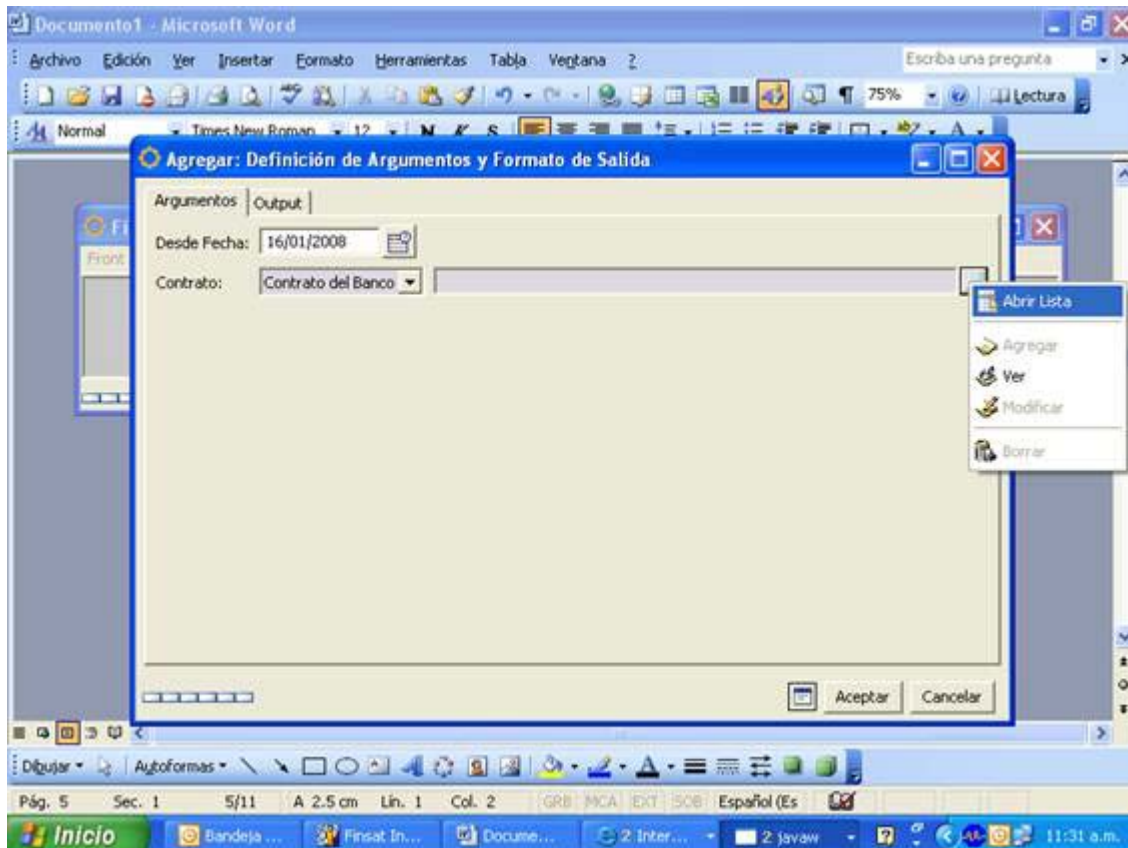 Documento1 - Microsoft Word
Archivo Edición Ver Insertar Formato Herramientas Tabla Ventana ? Escriba una pregunta
75% Lectura
Normal Times New Roman 12 N K S
Agregar: Definición de Argumentos y Formato de Salida
Argumentos Output
Fi
Front
Desde Fecha: 16/01/2008
Contrato: Contrato del Banco
Abrir Lista
Agregar
Ver
Modificar
Borrar
Aceptar Cancelar
Dibujar Autoformas
Pág. 5 Sec. 1 5/11 A 2.5 cm Lín. 1 Col. 2 GRB MCA EXT SOB Español (Es
Inicio Bandeja ... Finsat In... Docume... 2 Inter... 2 javaw 11:31 a.m.